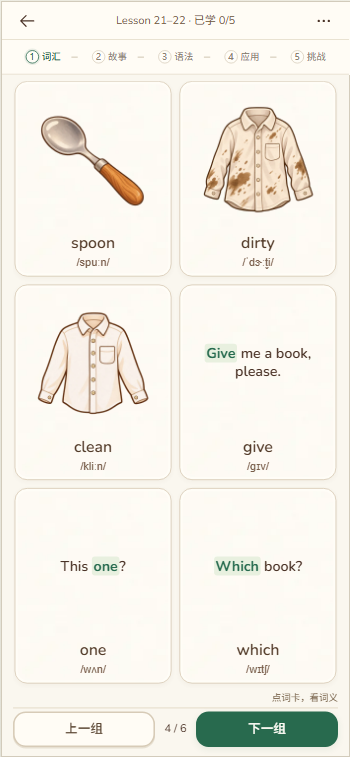 Lesson 21–22 · 已学 0/5
1 词汇 – 2 故事 – 3 语法 – 4 应用 – 5 挑战
spoon
/spuːn/
dirty
/ˈdɝːt̬i/
clean
/kliːn/
Give me a book,
please.
give
/ɡɪv/
This one?
one
/wʌn/
Which book?
which
/wɪtʃ/
点词卡，看词义
上一组
4 / 6
下一组